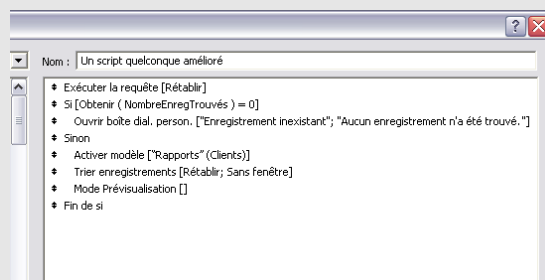 Nom : Un script quelconque amélioré
Exécuter la requête [Rétablir]
Si [Obtenir ( NombreEnregTrouvés ) = 0]
Ouvrir boîte dial. person. ["Enregistrement inexistant"; "Aucun enregistrement n'a été trouvé."]
Sinon
Activer modèle ["Rapports" (Clients)]
Trier enregistrements [Rétablir; Sans fenêtre]
Mode Prévisualisation []
Fin de si